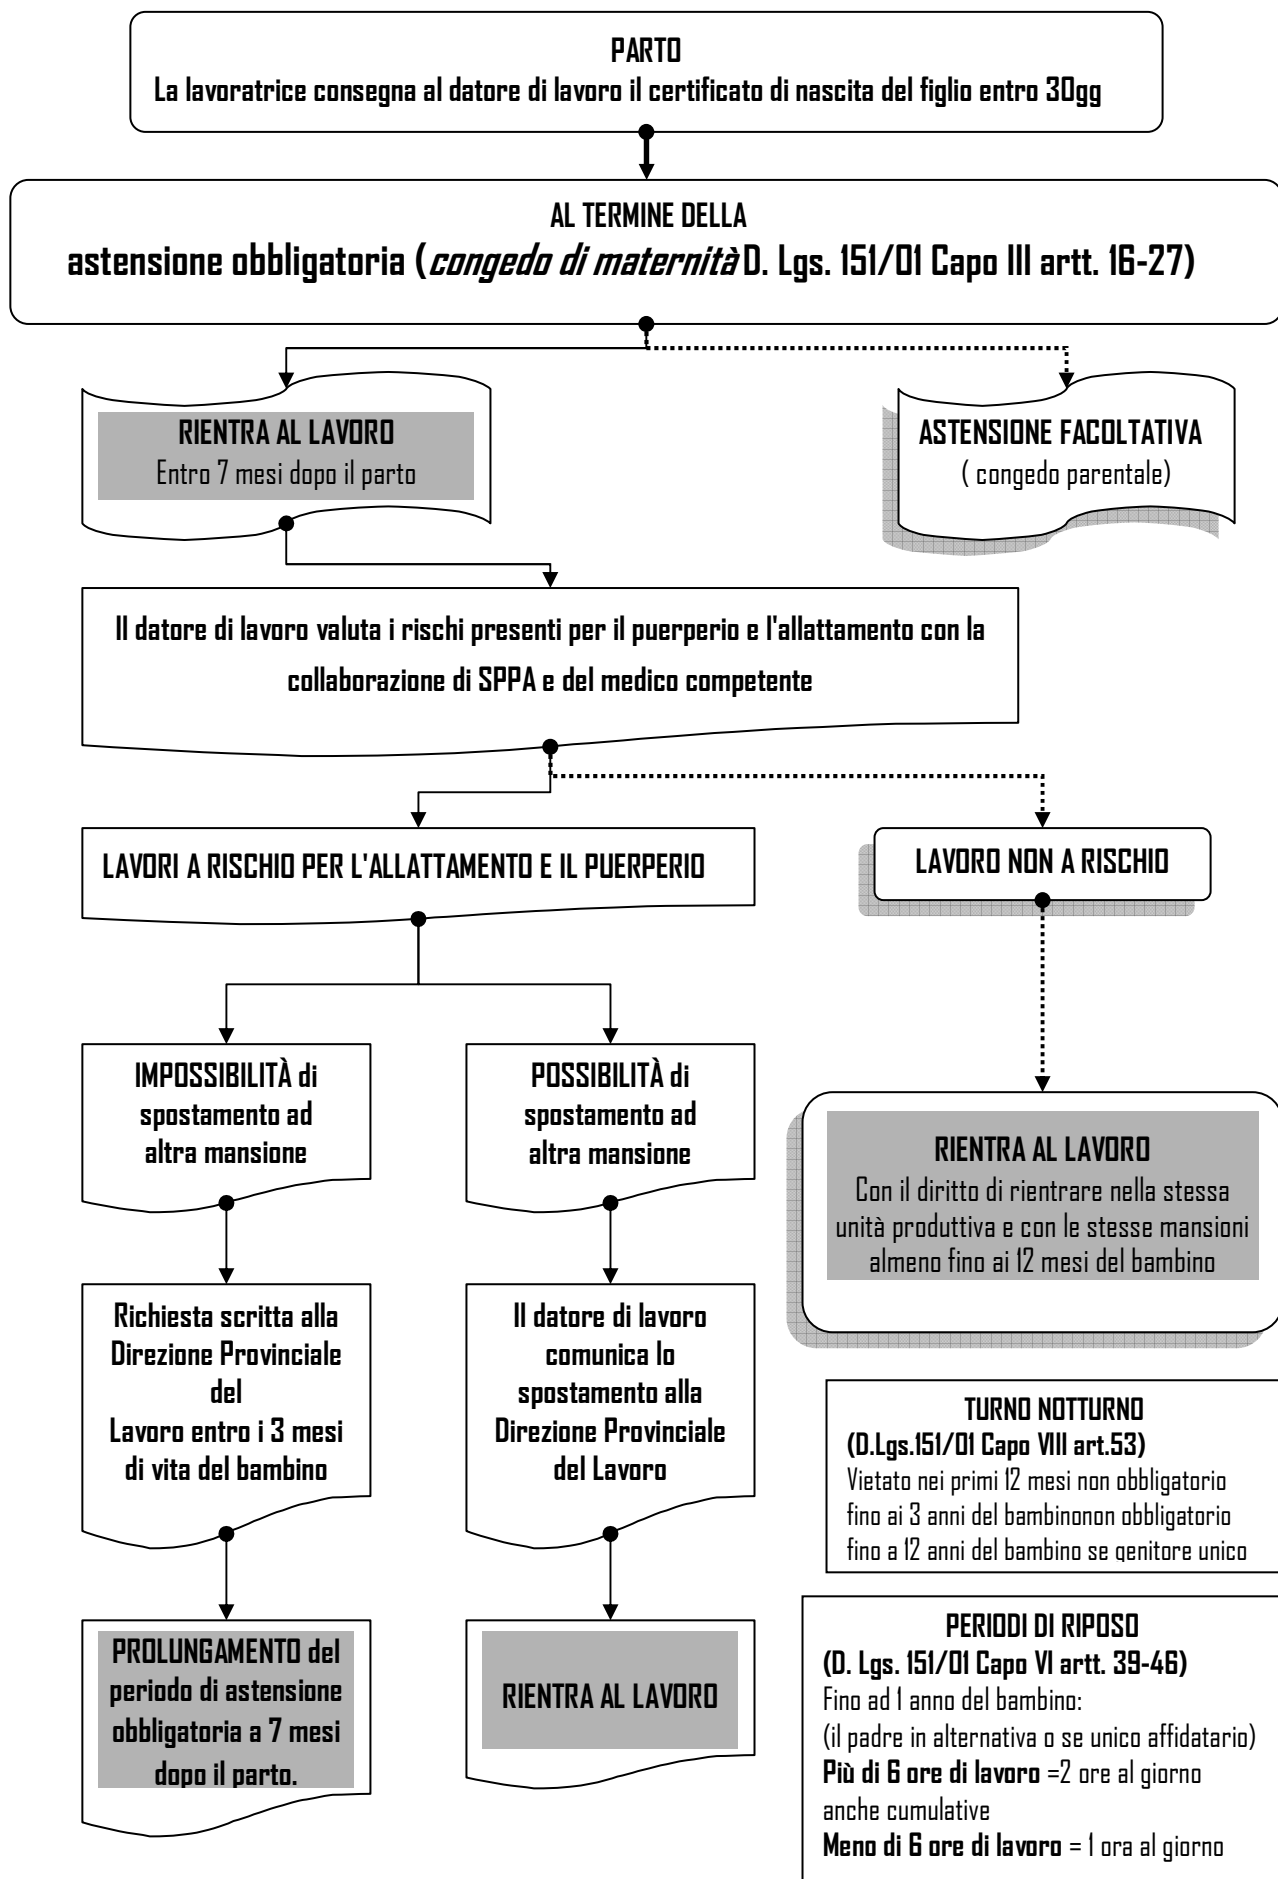 PARTO
La lavoratrice consegna al datore di lavoro il certificato di nascita del figlio entro 30gg
AL TERMINE DELLA
astensione obbligatoria (congedo di maternità D. Lgs. 151/01 Capo III artt. 16-27)
RIENTRA AL LAVORO
Entro 7 mesi dopo il parto
ASTENSIONE FACOLTATIVA
( congedo parentale)
Il datore di lavoro valuta i rischi presenti per il puerperio e l'allattamento con la
collaborazione di SPPA e del medico competente
LAVORI A RISCHIO PER L'ALLATTAMENTO E IL PUERPERIO
LAVORO NON A RISCHIO
IMPOSSIBILITÀ di
spostamento ad
altra mansione
POSSIBILITÀ di
spostamento ad
altra mansione
RIENTRA AL LAVORO
Con il diritto di rientrare nella stessa
unità produttiva e con le stesse mansioni
almeno fino ai 12 mesi del bambino
Richiesta scritta alla
Direzione Provinciale
del
Lavoro entro i 3 mesi
di vita del bambino
Il datore di lavoro
comunica lo
spostamento alla
Direzione Provinciale
del Lavoro
TURNO NOTTURNO
(D.Lgs.151/01 Capo VIII art.53)
Vietato nei primi 12 mesi non obbligatorio
fino ai 3 anni del bambinonon obbligatorio
fino a 12 anni del bambino se genitore unico
PROLUNGAMENTO del
periodo di astensione
obbligatoria a 7 mesi
dopo il parto.
RIENTRA AL LAVORO
PERIODI DI RIPOSO
(D. Lgs. 151/01 Capo VI artt. 39-46)
Fino ad 1 anno del bambino:
(il padre in alternativa o se unico affidatario)
Più di 6 ore di lavoro =2 ore al giorno
anche cumulative
Meno di 6 ore di lavoro = 1 ora al giorno